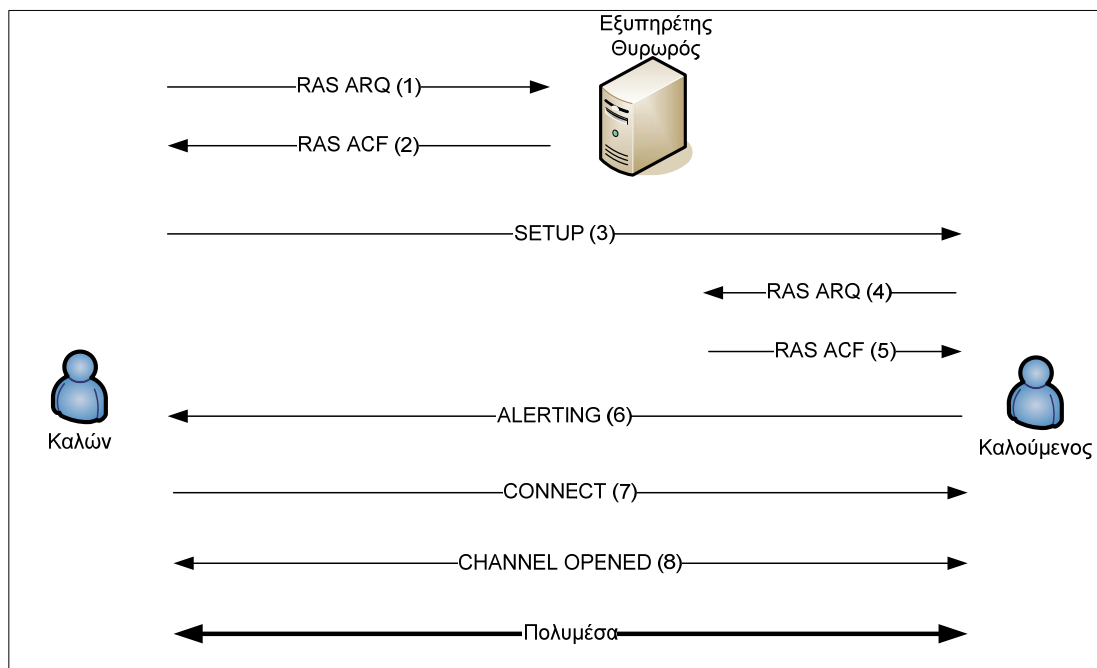 Εξυπηρέτης
Θυρωρός
RAS ARQ (1)
RAS ACF (2)
SETUP (3)
RAS ARQ (4)
RAS ACF (5)
ALERTING (6)
Καλών
Καλούμενος
CONNECT (7)
CHANNEL OPENED (8)
Πολυμέσα